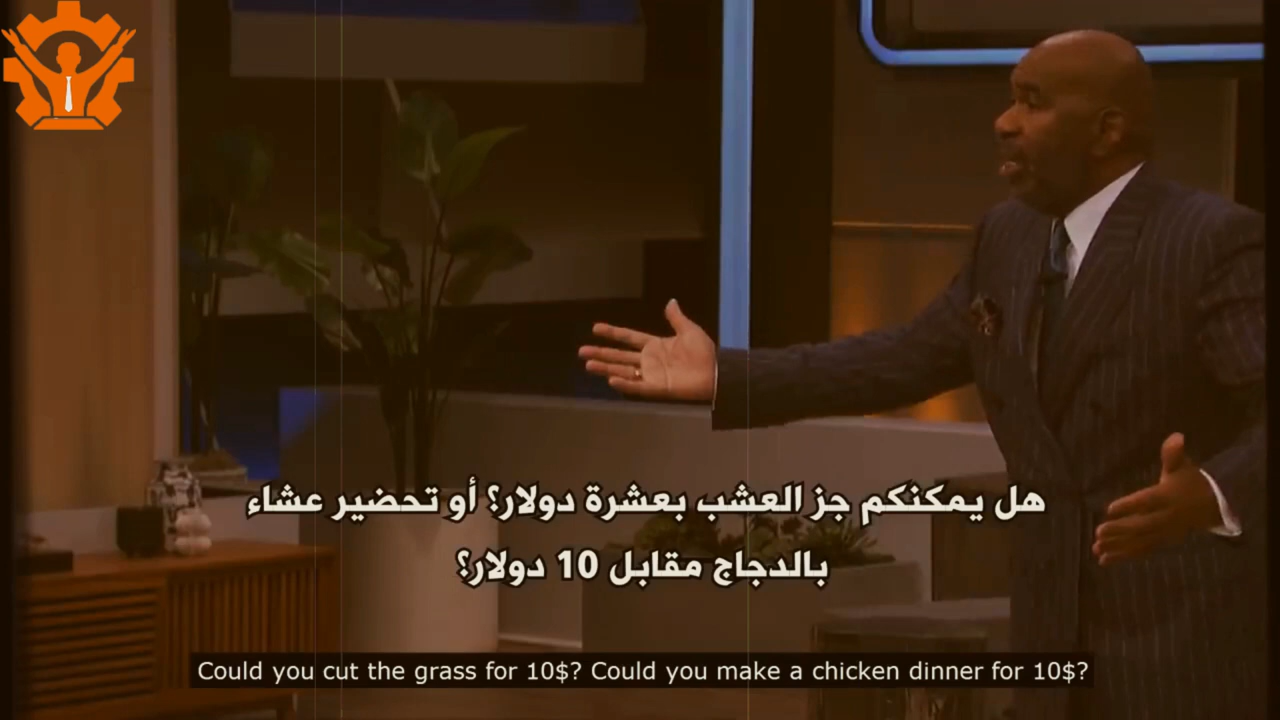 هل يمكنكم جز العشب بعشرة دولار؟ أو تحضير عشاء
بالدجاج مقابل 10 دولار؟
Could you cut the grass for 10$? Could you make a chicken dinner for 10$?